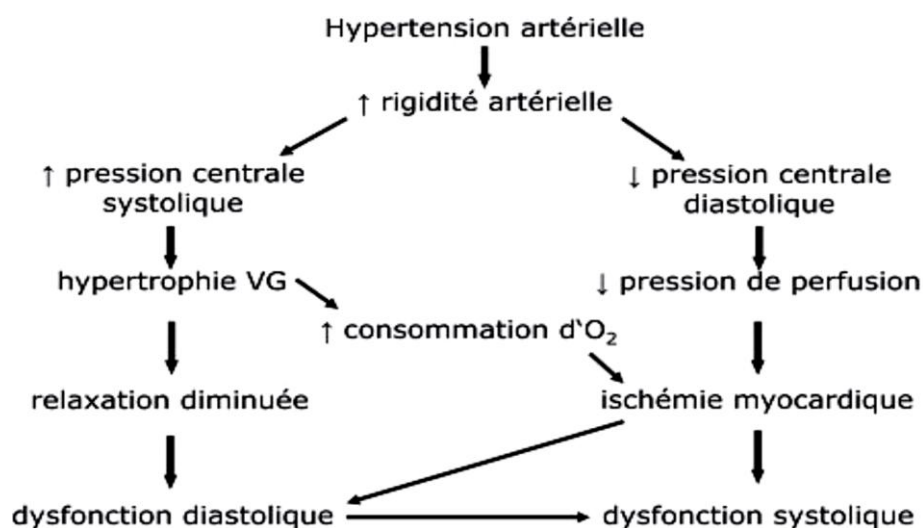 Hypertension artérielle
↑ rigidité artérielle
↑ pression centrale
systolique
↓ pression centrale
diastolique
hypertrophie VG
↓ pression de perfusion
↑ consommation d'O₂
relaxation diminuée
ischémie myocardique
dysfonction diastolique
dysfonction systolique